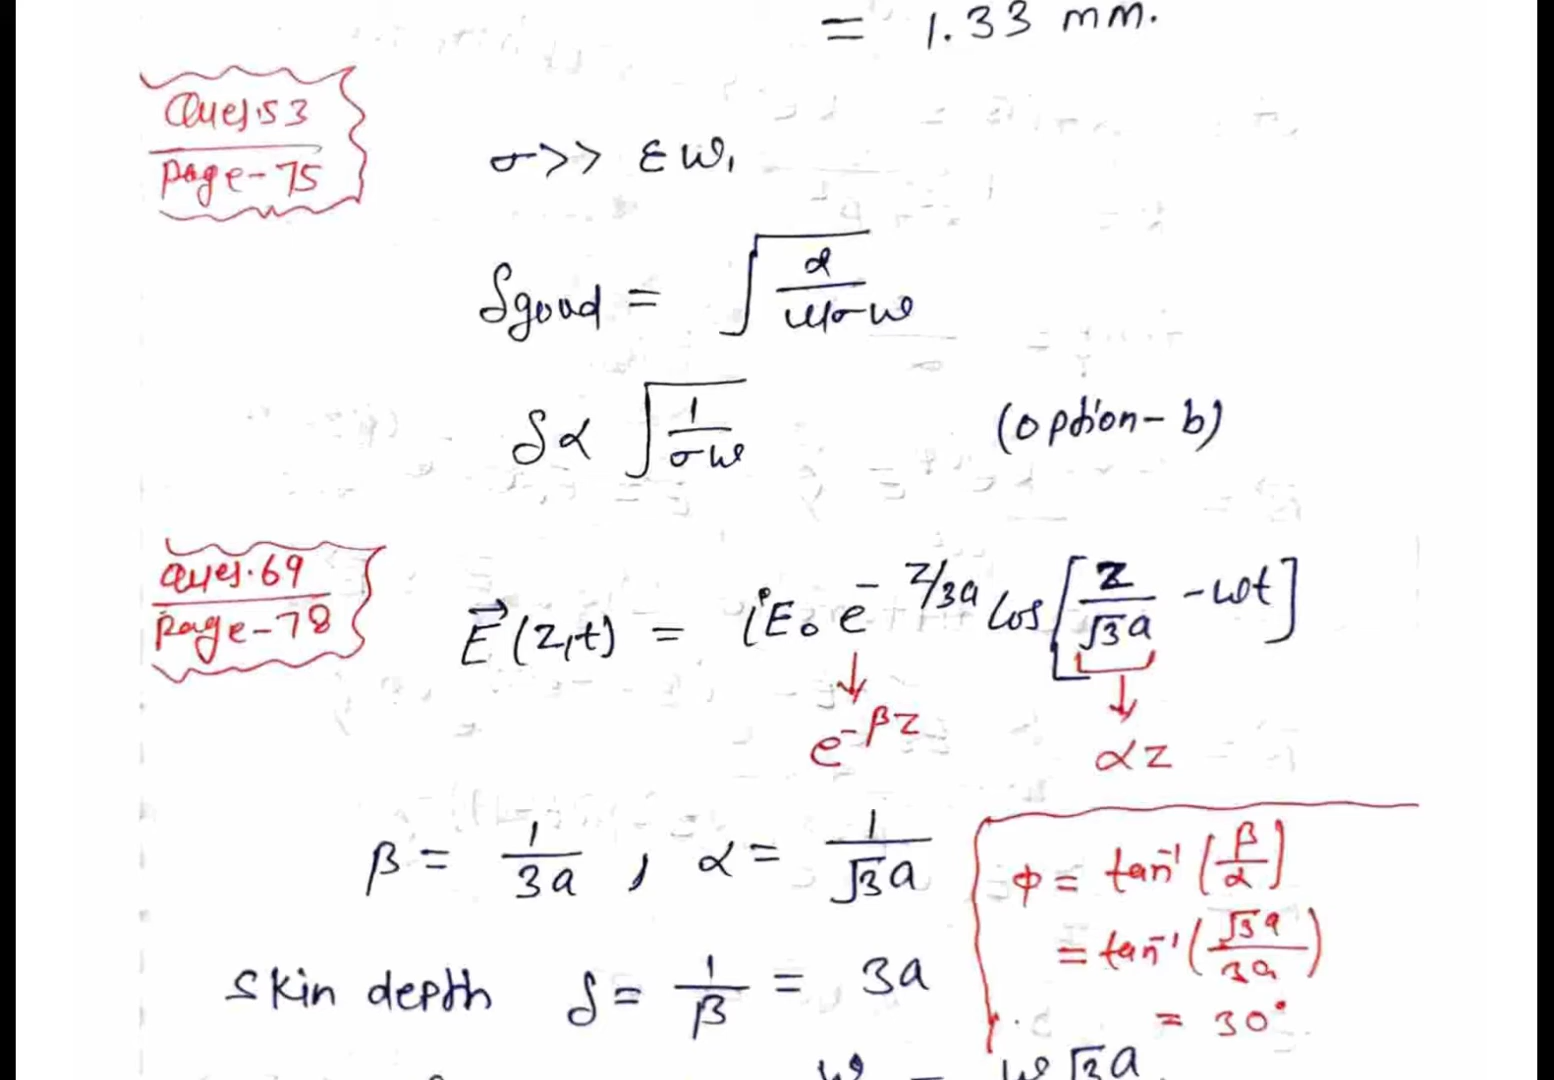 = 1.33 mm.
Ques.53
Page-75
σ>> εω,
δgood = √(2/μσω)
δ α √(1/σω) (option-b)
Ques.69
Page-78
E⃗(z,t) = îE₀ e^(-z/3a) cos[z/√3a - ωt]
↓ ↓
e^(-βz) αz
β = 1/3a , α = 1/√3a
φ = tan⁻¹(β/α)
= tan⁻¹(√3a/3a)
= 30°
Skin depth δ = 1/β = 3a